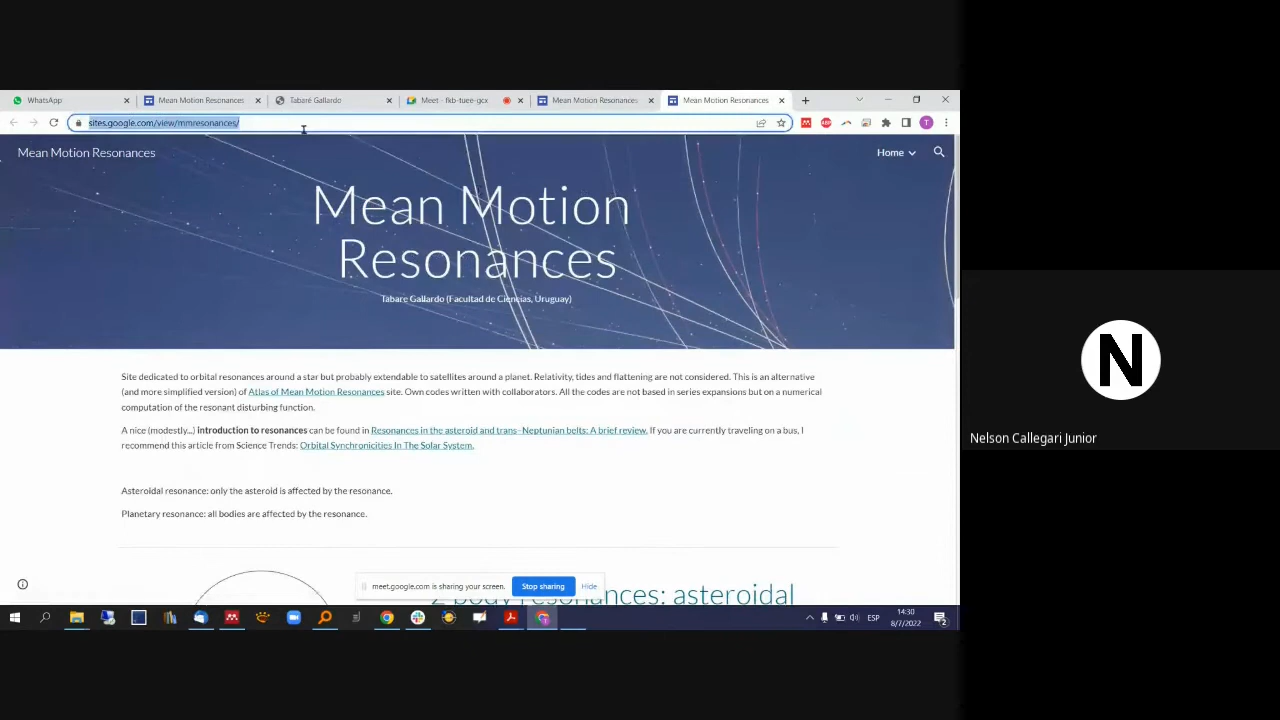 WhatsApp
Mean Motion Resonances
Tabaré Gallardo
Meet - fkb-tuee-gcx
Mean Motion Resonances
Mean Motion Resonances
sites.google.com/view/mmresonances/
T
Mean Motion Resonances
Home
Mean Motion
Resonances
Tabare Gallardo (Facultad de Ciencias, Uruguay)
Site dedicated to orbital resonances around a star but probably extendable to satellites around a planet. Relativity, tides and flattening are not considered. This is an alternative
(and more simplified version) of Atlas of Mean Motion Resonances site. Own codes written with collaborators. All the codes are not based in series expansions but on a numerical
computation of the resonant disturbing function.
A nice (modestly...) introduction to resonances can be found in Resonances in the asteroid and trans-Neptunian belts: A brief review. If you are currently traveling on a bus, I
recommend this article from Science Trends: Orbital Synchronicities In The Solar System.
Asteroidal resonance: only the asteroid is affected by the resonance.
Planetary resonance: all bodies are affected by the resonance.
meet.google.com is sharing your screen.
Stop sharing
Hide
2 body resonances: asteroidal
ESP
14:30
8/7/2022
2
N
Nelson Callegari Junior